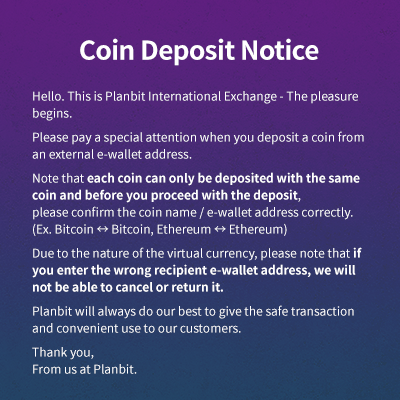 Coin Deposit Notice
Hello. This is Planbit International Exchange - The pleasure
begins.
Please pay a special attention when you deposit a coin from
an external e-wallet address.
Note that each coin can only be deposited with the same
coin and before you proceed with the deposit,
please confirm the coin name / e-wallet address correctly.
(Ex. Bitcoin ↔ Bitcoin, Ethereum ↔ Ethereum)
Due to the nature of the virtual currency, please note that if
you enter the wrong recipient e-wallet address, we will
not be able to cancel or return it.
Planbit will always do our best to give the safe transaction
and convenient use to our customers.
Thank you,
From us at Planbit.